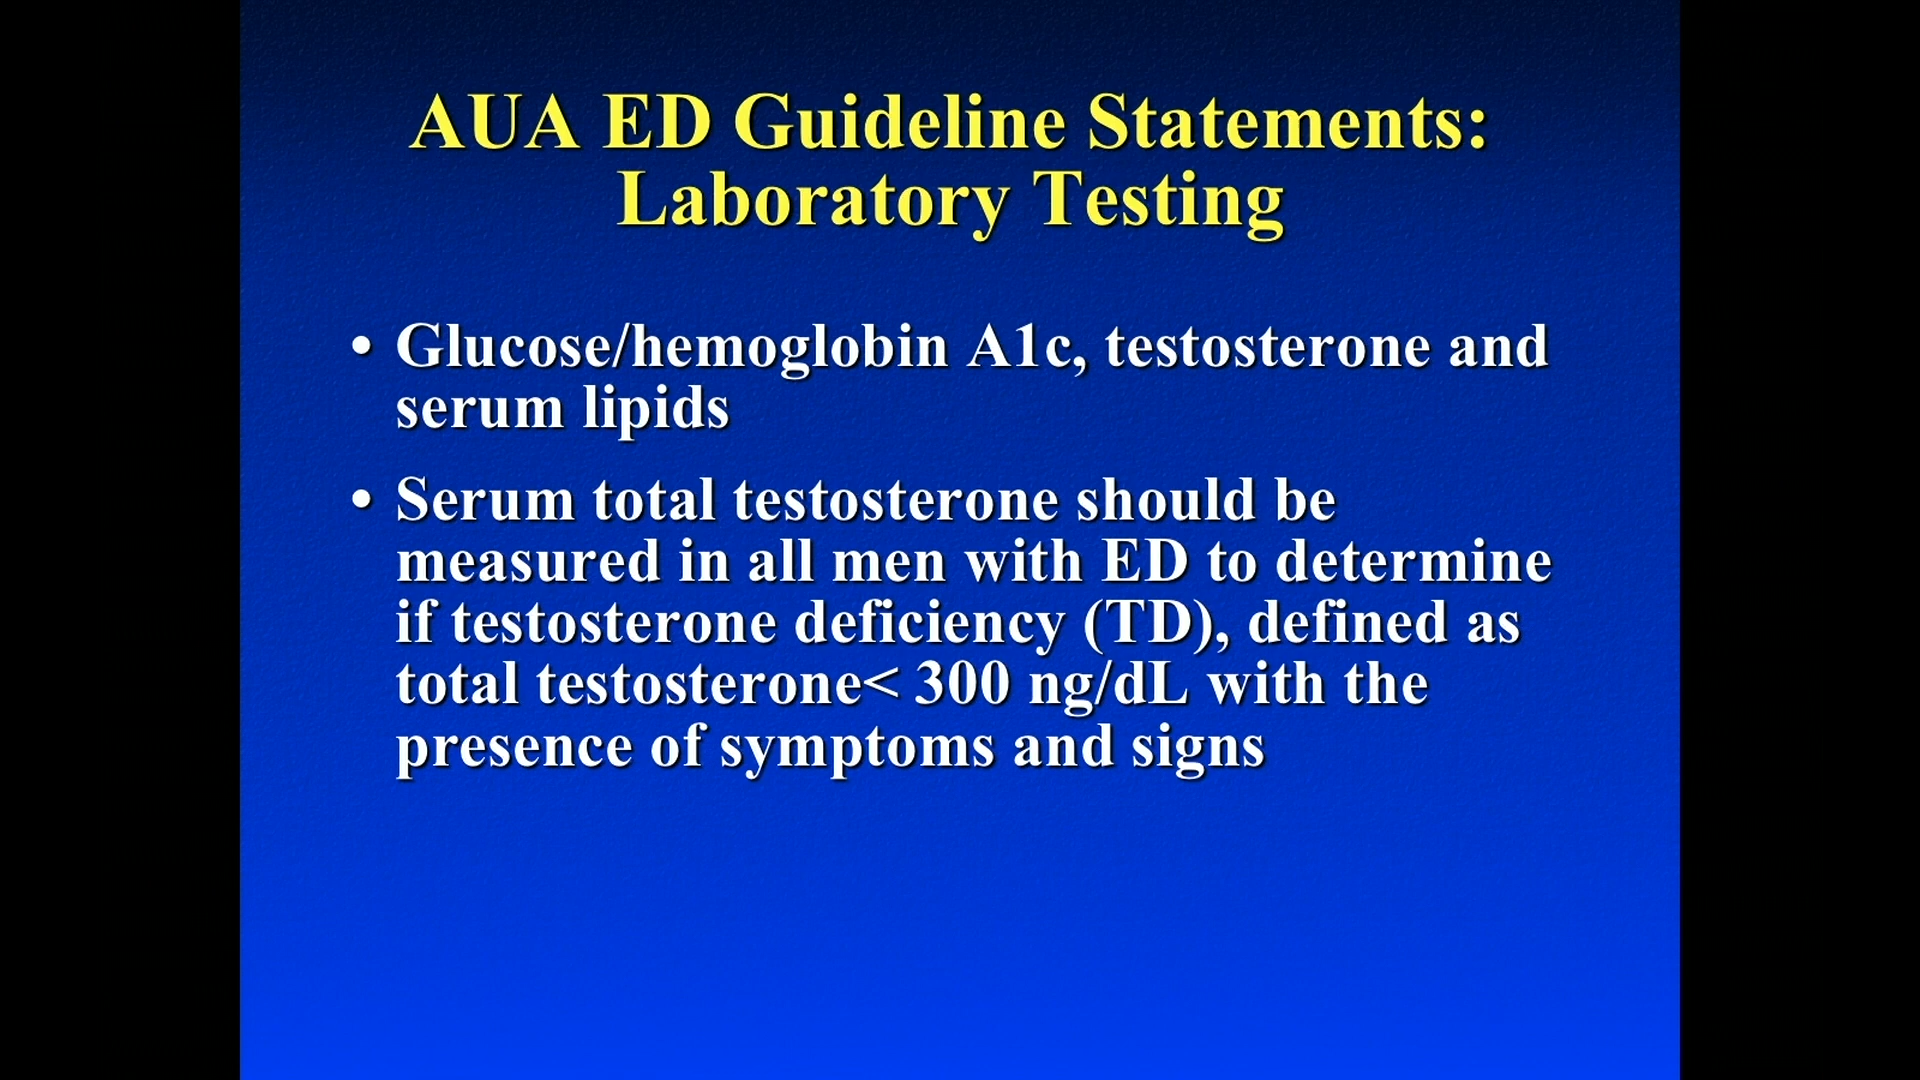 AUA ED Guideline Statements:
Laboratory Testing
• Glucose/hemoglobin A1c, testosterone and
serum lipids
• Serum total testosterone should be
measured in all men with ED to determine
if testosterone deficiency (TD), defined as
total testosterone< 300 ng/dL with the
presence of symptoms and signs